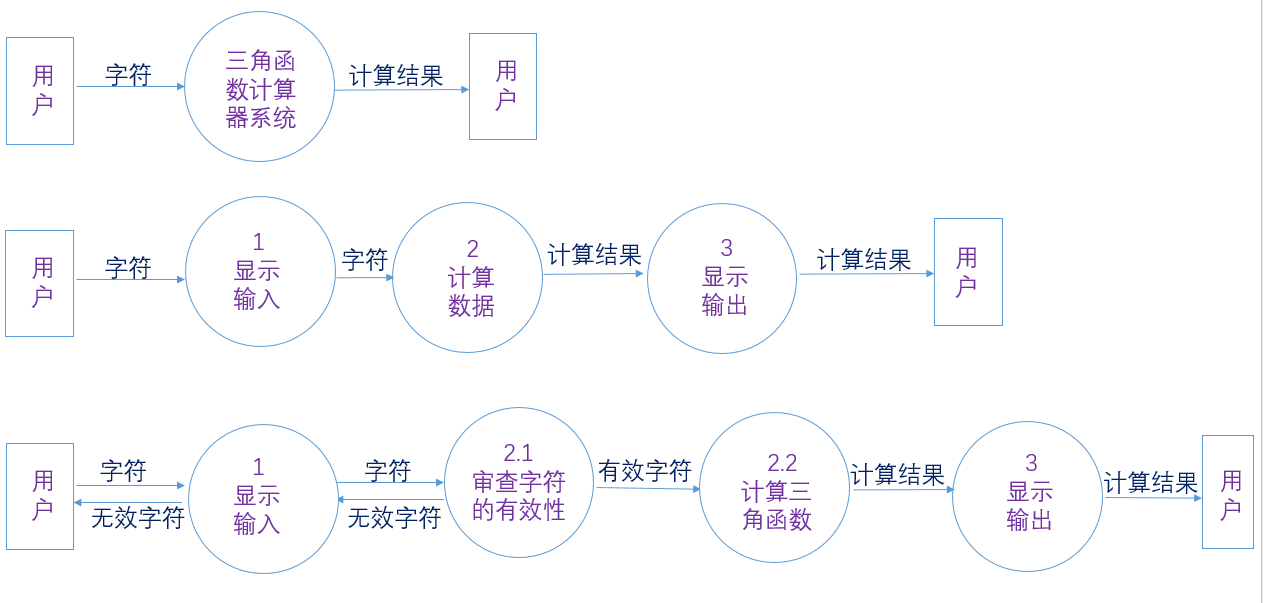 用
户
字符
三角函
数计算
器系统
计算结果
用
户
用
户
字符
1
显示
输入
字符
2
计算
数据
计算结果
3
显示
输出
计算结果
用
户
用
户
字符
无效字符
1
显示
输入
字符
无效字符
2.1
审查字符
的有效性
有效字符
2.2
计算三
角函数
计算结果
3
显示
输出
计算结果
用
户